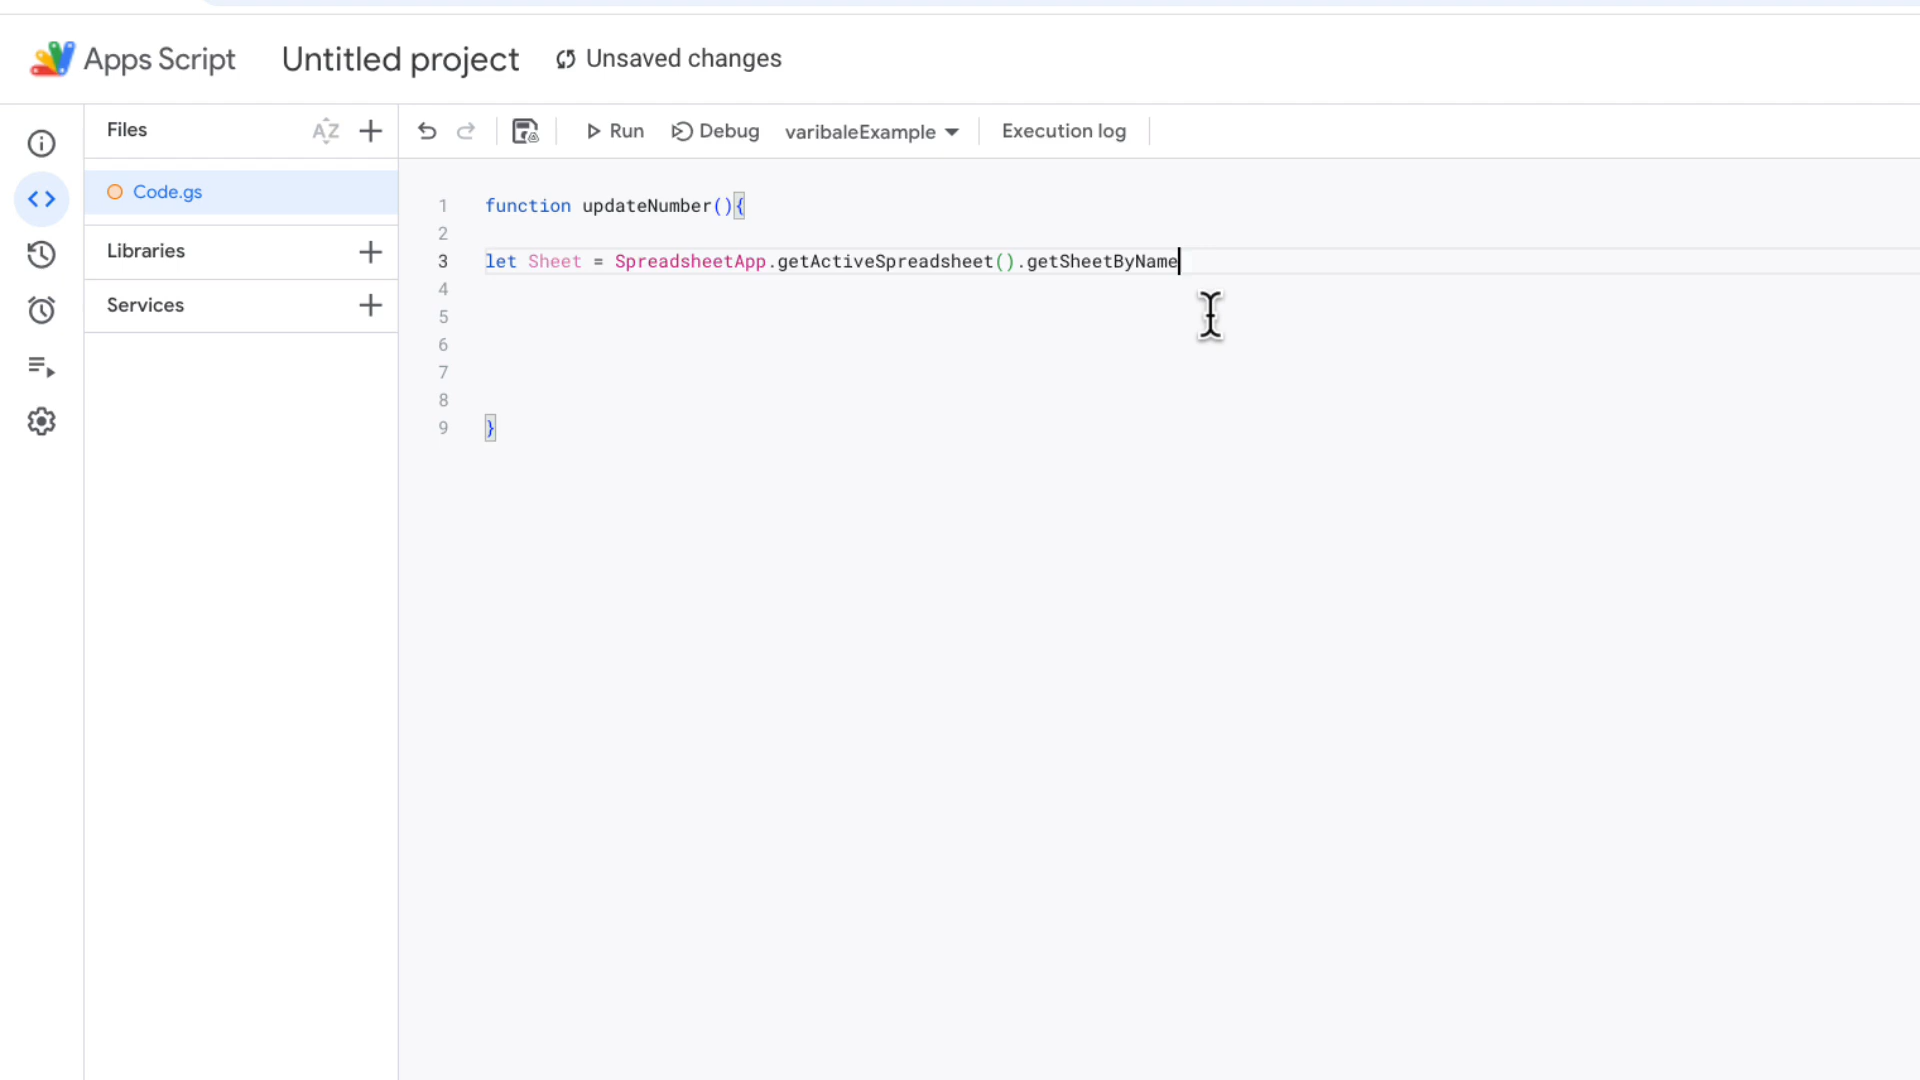 Apps Script Untitled project Unsaved changes
Files AZ Run Debug varibaleExample Execution log
Code.gs
Libraries
Services
1 function updateNumber(){
2
3 let Sheet = SpreadsheetApp.getActiveSpreadsheet().getSheetByName
4
5
6
7
8
9 }